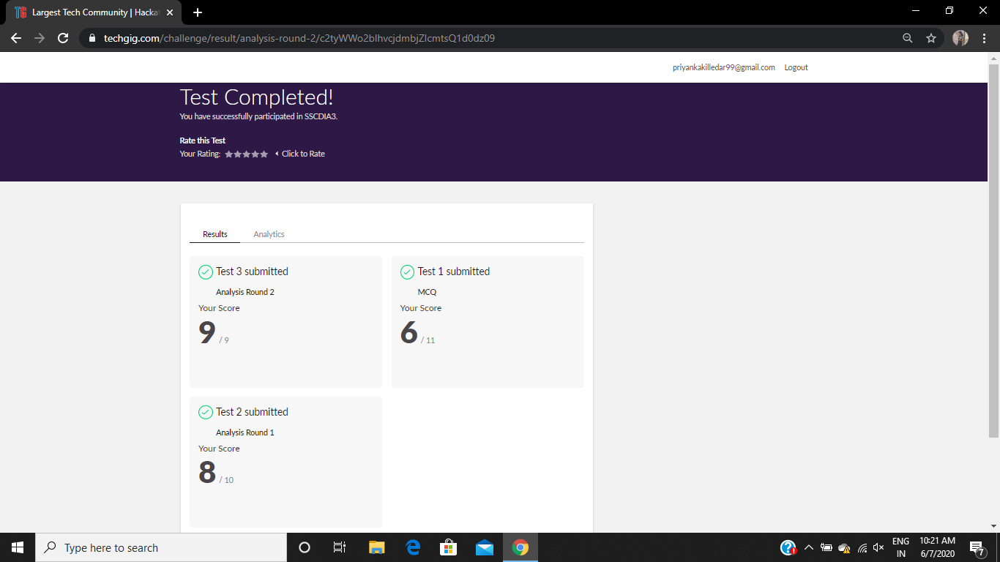 Largest Tech Community | Hacka
techgig.com/challenge/result/analysis-round-2/c2tyWWo2blhvcjdmbjZlcmtsQ1d0dz09
priyankakilledar99@gmail.com Logout
Test Completed!
You have successfully participated in SSCDIA3.
Rate this Test
Your Rating: Click to Rate
Results Analytics
Test 3 submitted
Analysis Round 2
Your Score
9 / 9
Test 1 submitted
MCQ
Your Score
6 / 11
Test 2 submitted
Analysis Round 1
Your Score
8 / 10
Type here to search
ENG
IN
10:21 AM
6/7/2020
7